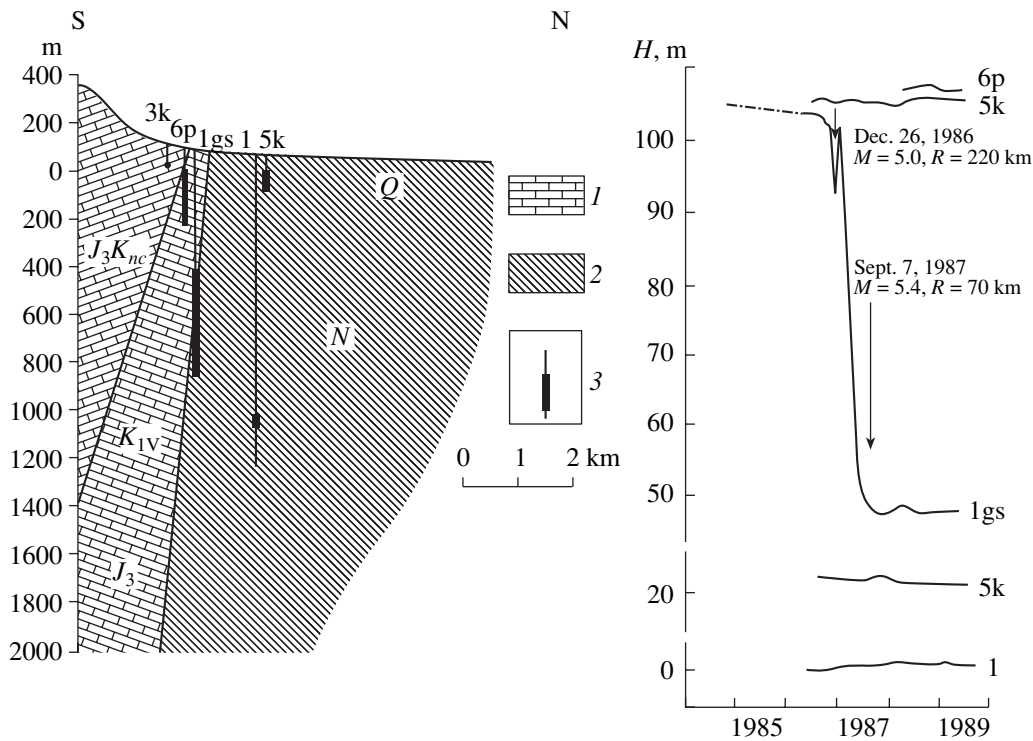 S N
m
400
200
0
200
400
600
800
1000
1200
1400
1600
1800
2000
3k
6p 1gs 1 5k
Q
J3Knc
N
K1V
J3
1
2
3
0 1 2 km
H, m
6p
5k
100
Dec. 26, 1986
M = 5.0, R = 220 km
90
Sept. 7, 1987
80
M = 5.4, R = 70 km
70
60
50
1gs
20
5k
0
1
1985 1987 1989